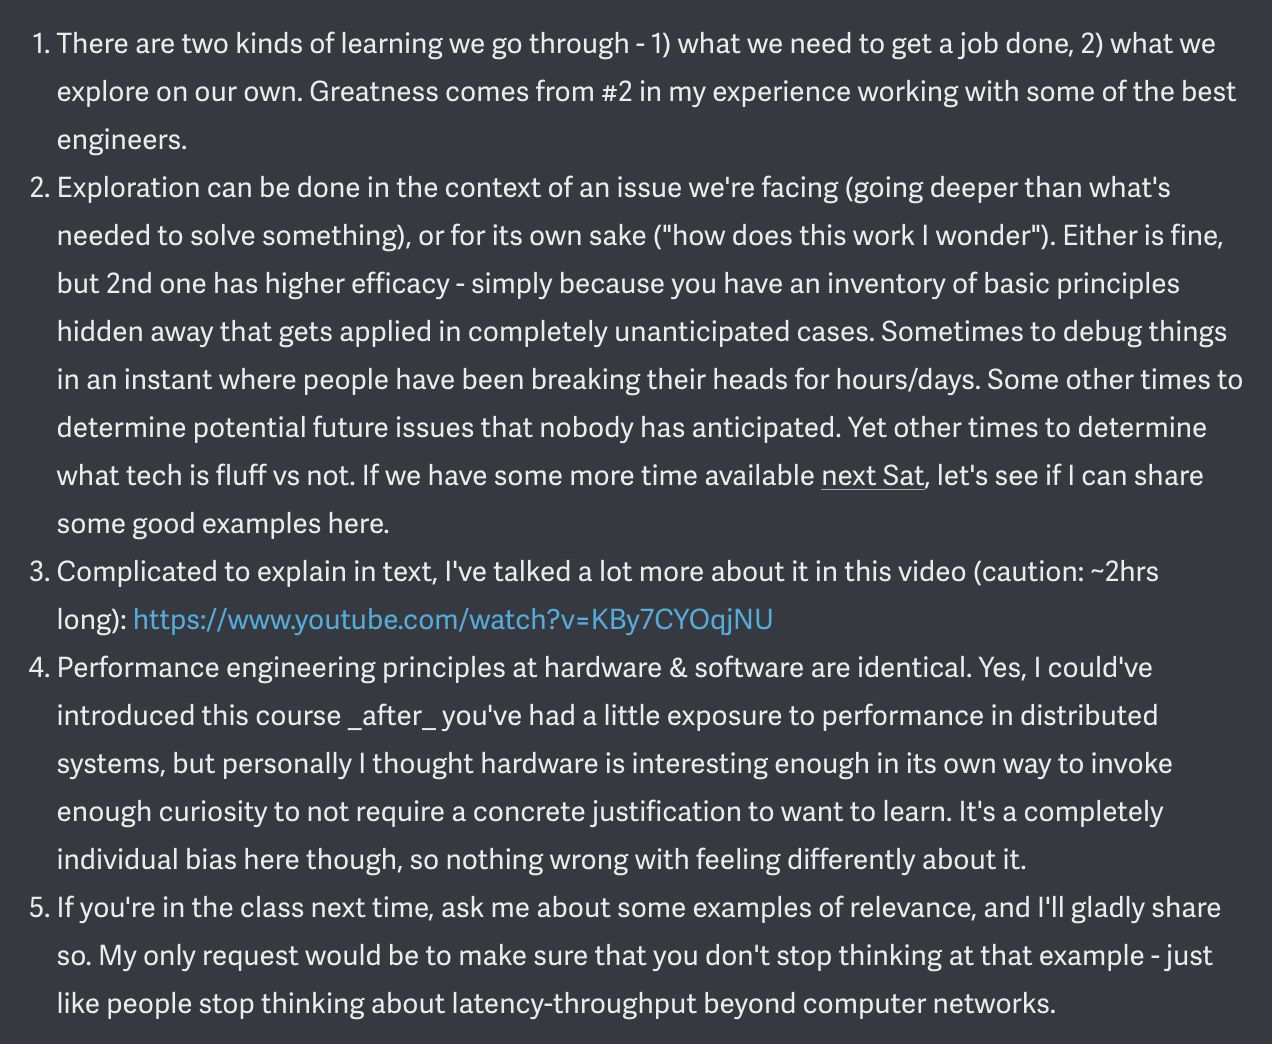 1. There are two kinds of learning we go through - 1) what we need to get a job done, 2) what we
explore on our own. Greatness comes from #2 in my experience working with some of the best
engineers.
2. Exploration can be done in the context of an issue we're facing (going deeper than what's
needed to solve something), or for its own sake ("how does this work I wonder"). Either is fine,
but 2nd one has higher efficacy - simply because you have an inventory of basic principles
hidden away that gets applied in completely unanticipated cases. Sometimes to debug things
in an instant where people have been breaking their heads for hours/days. Some other times to
determine potential future issues that nobody has anticipated. Yet other times to determine
what tech is fluff vs not. If we have some more time available next Sat, let's see if I can share
some good examples here.
3. Complicated to explain in text, I've talked a lot more about it in this video (caution: ~2hrs
long): https://www.youtube.com/watch?v=KBy7CYOqjNU
4. Performance engineering principles at hardware & software are identical. Yes, I could've
introduced this course _after_ you've had a little exposure to performance in distributed
systems, but personally I thought hardware is interesting enough in its own way to invoke
enough curiosity to not require a concrete justification to want to learn. It's a completely
individual bias here though, so nothing wrong with feeling differently about it.
5. If you're in the class next time, ask me about some examples of relevance, and I'll gladly share
so. My only request would be to make sure that you don't stop thinking at that example - just
like people stop thinking about latency-throughput beyond computer networks.